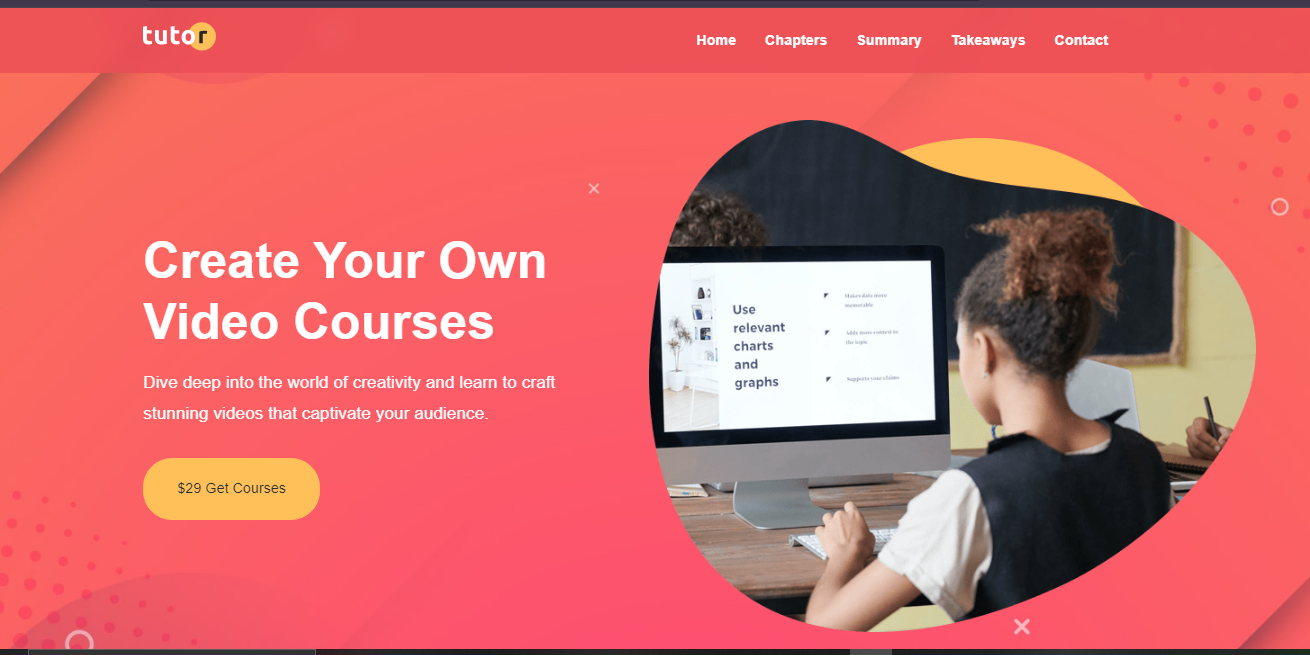 tutor
Home
Chapters
Summary
Takeaways
Contact
Create Your Own
Video Courses
Dive deep into the world of creativity and learn to craft
stunning videos that captivate your audience.
$29 Get Courses
Use
relevant
charts
and
graphs
Makes data more
memorable
Adds more context to
the topic
Supports your claims